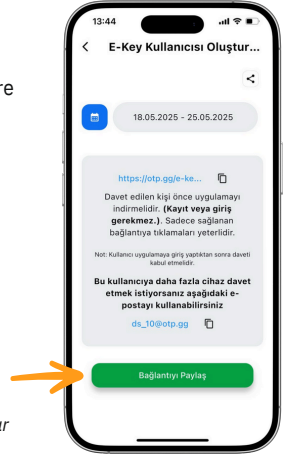 13:44
E-Key Kullanıcısı Oluştur...
re
18.05.2025 - 25.05.2025
https://otp.gg/e-ke...
Davet edilen kişi önce uygulamayı
indirmelidir. (Kayıt veya giriş
gerekmez.). Sadece sağlanan
bağlantıya tıklamaları yeterlidir.
Not: Kullanıcı uygulamaya giriş yaptıktan sonra daveti
kabul etmelidir.
Bu kullanıcıya daha fazla cihaz davet
etmek istiyorsanız aşağıdaki e-
postayı kullanabilirsiniz
ds_10@otp.gg
Bağlantıyı Paylaş
ar